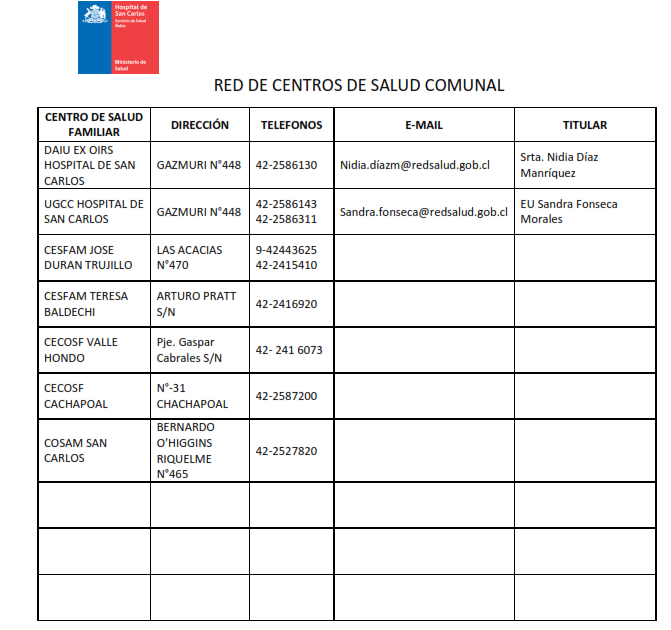 Hospital de
San Carlos
Servicio de Salud
Ñuble
Ministerio de
Salud
RED DE CENTROS DE SALUD COMUNAL
CENTRO DE SALUD
FAMILIAR
DIRECCIÓN
TELEFONOS
E-MAIL
TITULAR
DAIU EX OIRS
HOSPITAL DE SAN
CARLOS
GAZMURI N°448
42-2586130
Nidia.díazm@redsalud.gob.cl
Srta. Nidia Díaz
Manríquez
UGCC HOSPITAL DE
SAN CARLOS
GAZMURI N°448
42-2586143
42-2586311
Sandra.fonseca@redsalud.gob.cl
EU Sandra Fonseca
Morales
CESFAM JOSE
DURAN TRUJILLO
LAS ACACIAS
N°470
9-42443625
42-2415410
CESFAM TERESA
BALDECHI
ARTURO PRATT
S/N
42-2416920
CECOSF VALLE
HONDO
Pje. Gaspar
Cabrales S/N
42- 241 6073
CECOSF
CACHAPOAL
N°-31
CHACHAPOAL
42-2587200
COSAM SAN
CARLOS
BERNARDO
O'HIGGINS
RIQUELME
N°465
42-2527820